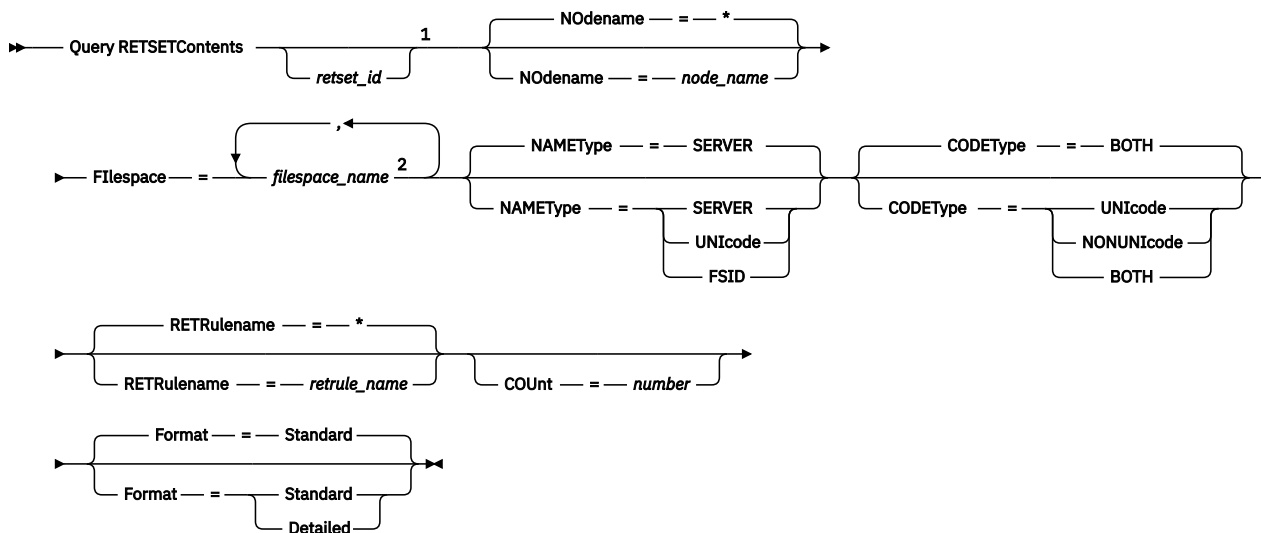 NOdename = *
Query RETSETContents retset_id 1 NOdename = node_name
,
FIlespace = filespace_name 2
NAMEType = SERVER
NAMEType = SERVER
UNIcode
FSID
CODEType = BOTH
CODEType = UNIcode
NONUNIcode
BOTH
RETRulename = *
RETRulename = retrule_name
COUnt = number
Format = Standard
Format = Standard
Detailed